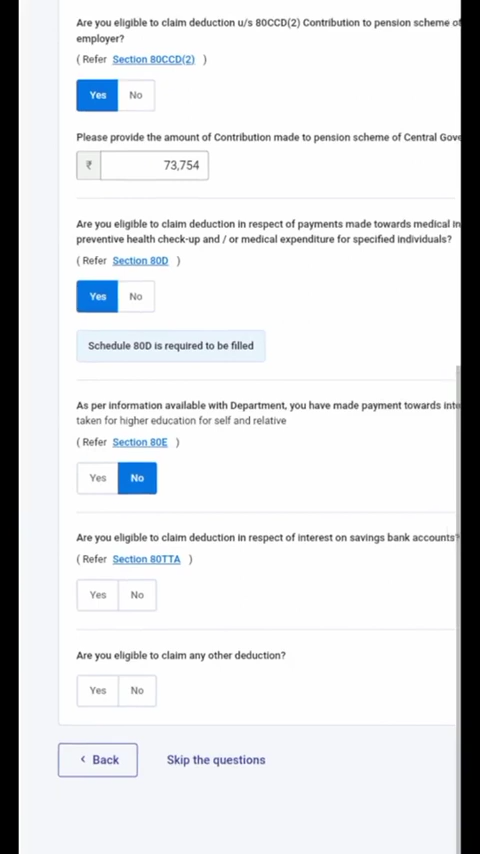 Are you eligible to claim deduction u/s 80CCD(2) Contribution to pension scheme of
employer?
( Refer Section 80CCD(2) )
Yes No
Please provide the amount of Contribution made to pension scheme of Central
₹ 73,754
Are you eligible to claim deduction in respect of payments made towards medical
preventive health check-up and / or medical expenditure for specified individuals?
( Refer Section 80D )
Yes No
Schedule 80D is required to be filled
As per information available with Department, you have made payment towards
taken for higher education for self and relative
( Refer Section 80E )
Yes No
Are you eligible to claim deduction in respect of interest on savings bank accounts?
( Refer Section 80TTA )
Yes No
Are you eligible to claim any other deduction?
Yes No
Back Skip the questions